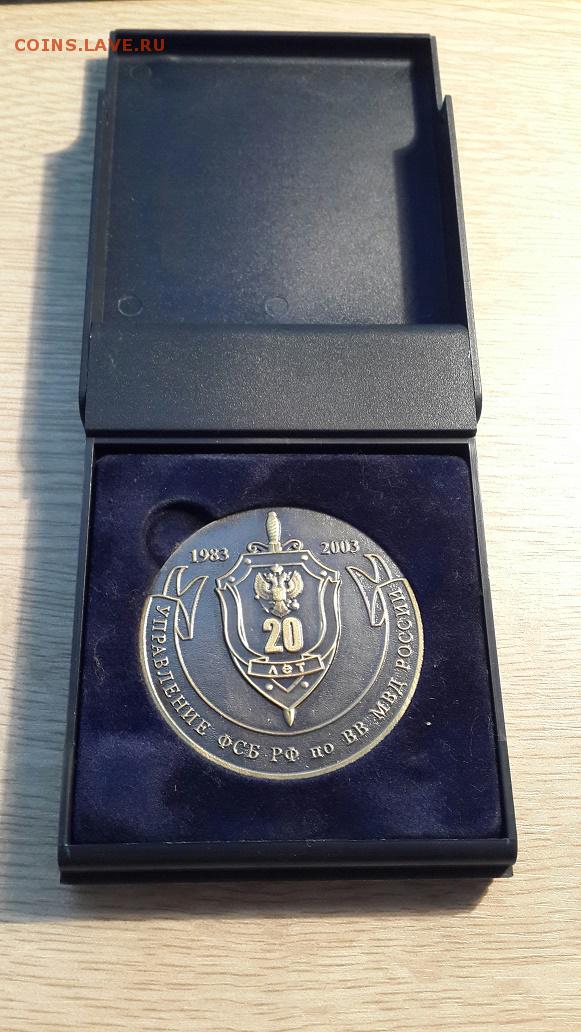 COINS.LAVE.RU
1983 2003
20
ЛЕТ
УПРАВЛЕНИЕ ФСБ РФ по ВВ МВД РОССИИ